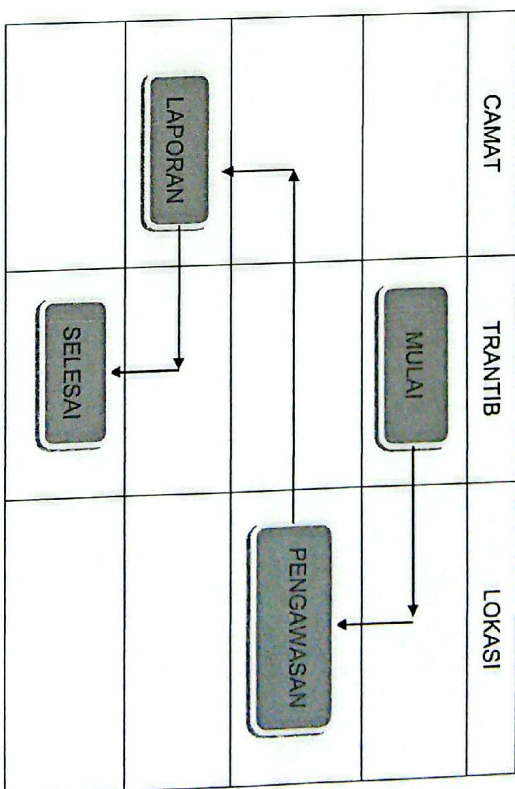 CAMAT
TRANTIB
LOKASI
MULAI
PENGAWASAN
LAPORAN
SELESAI